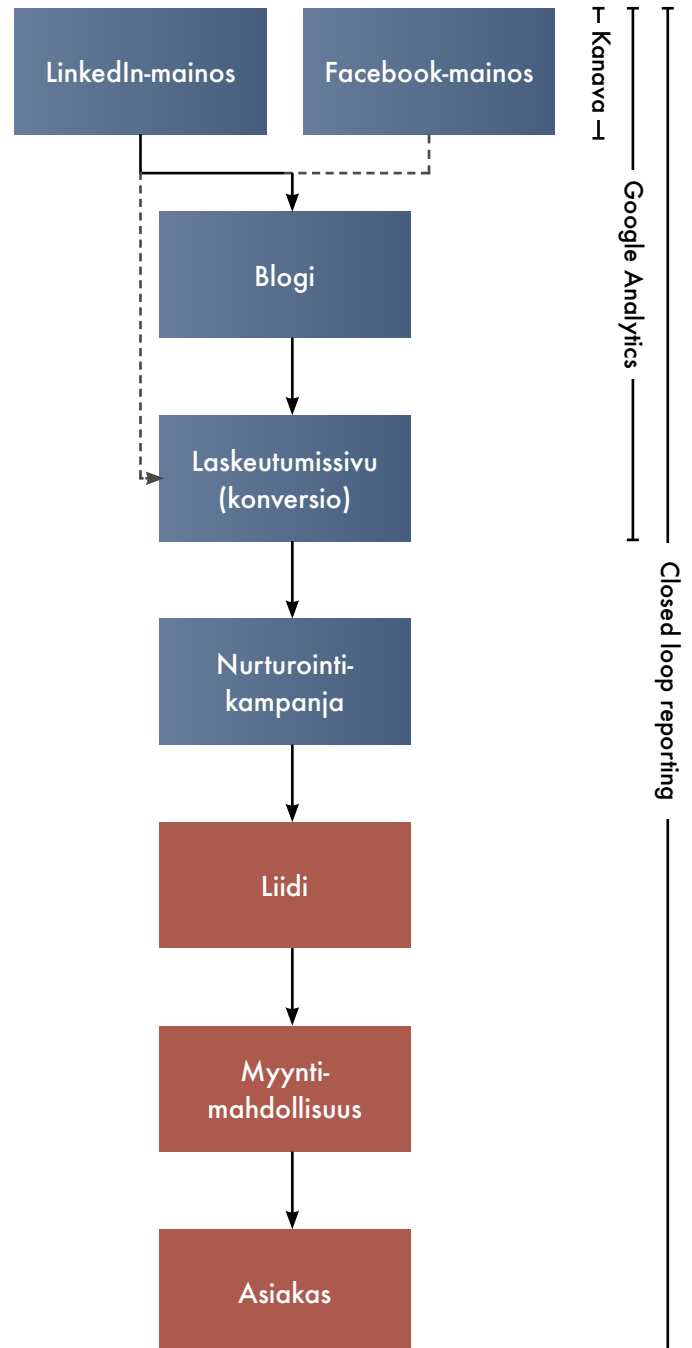 LinkedIn-mainos
Facebook-mainos
Kanava
Google Analytics
Closed loop reporting
Blogi
Laskeutumissivu
(konversio)
Nurturointi-
kampanja
Liidi
Myynti-
mahdollisuus
Asiakas